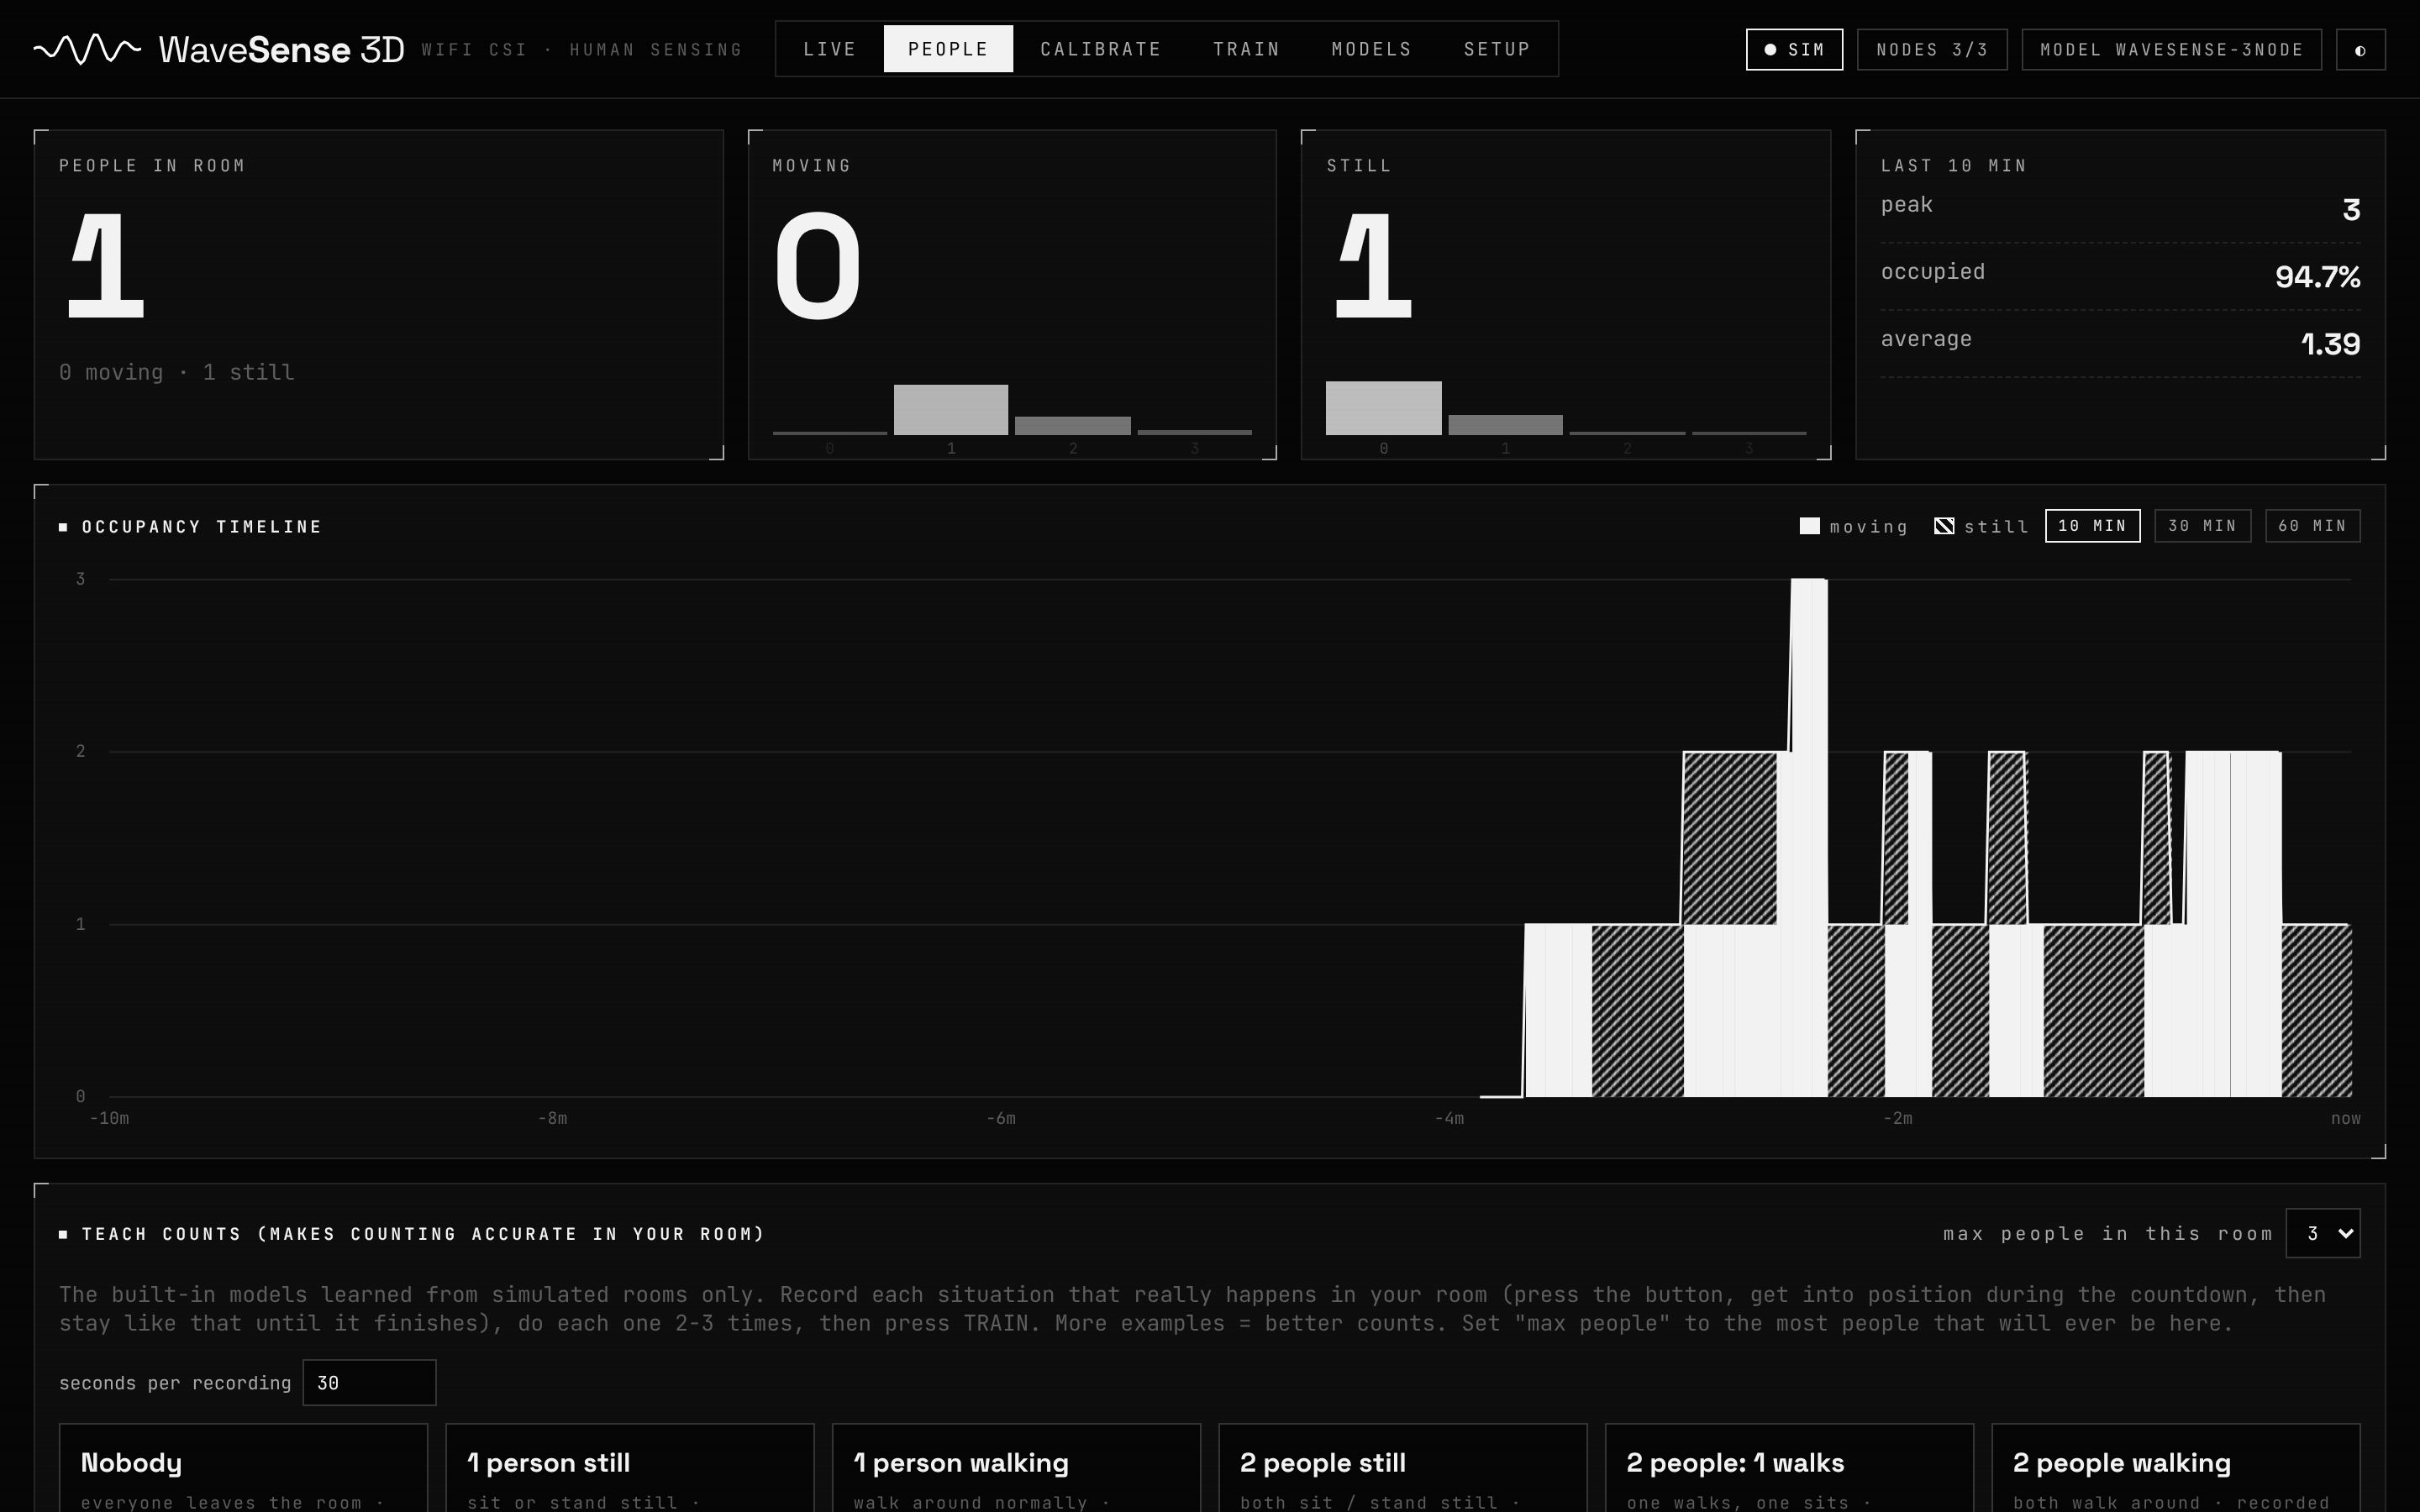 WaveSense 3D WIFI CSI · HUMAN SENSING LIVE PEOPLE CALIBRATE TRAIN MODELS SETUP SIM NODES 3/3 MODEL WAVESENSE-3NODE
PEOPLE IN ROOM
1
0 moving · 1 still
MOVING
0
0 1 2 3
STILL
1
0 1 2 3
LAST 10 MIN
peak 3
occupied 94.7%
average 1.39
OCCUPANCY TIMELINE moving still 10 MIN 30 MIN 60 MIN
3
2
1
0
-10m -8m -6m -4m -2m now
TEACH COUNTS (MAKES COUNTING ACCURATE IN YOUR ROOM) max people in this room 3
The built-in models learned from simulated rooms only. Record each situation that really happens in your room (press the button, get into position during the countdown, then
stay like that until it finishes), do each one 2-3 times, then press TRAIN. More examples = better counts. Set "max people" to the most people that will ever be here.
seconds per recording 30
Nobody
everyone leaves the room ·
1 person still
sit or stand still ·
1 person walking
walk around normally ·
2 people still
both sit / stand still ·
2 people: 1 walks
one walks, one sits ·
2 people walking
both walk around · recorded